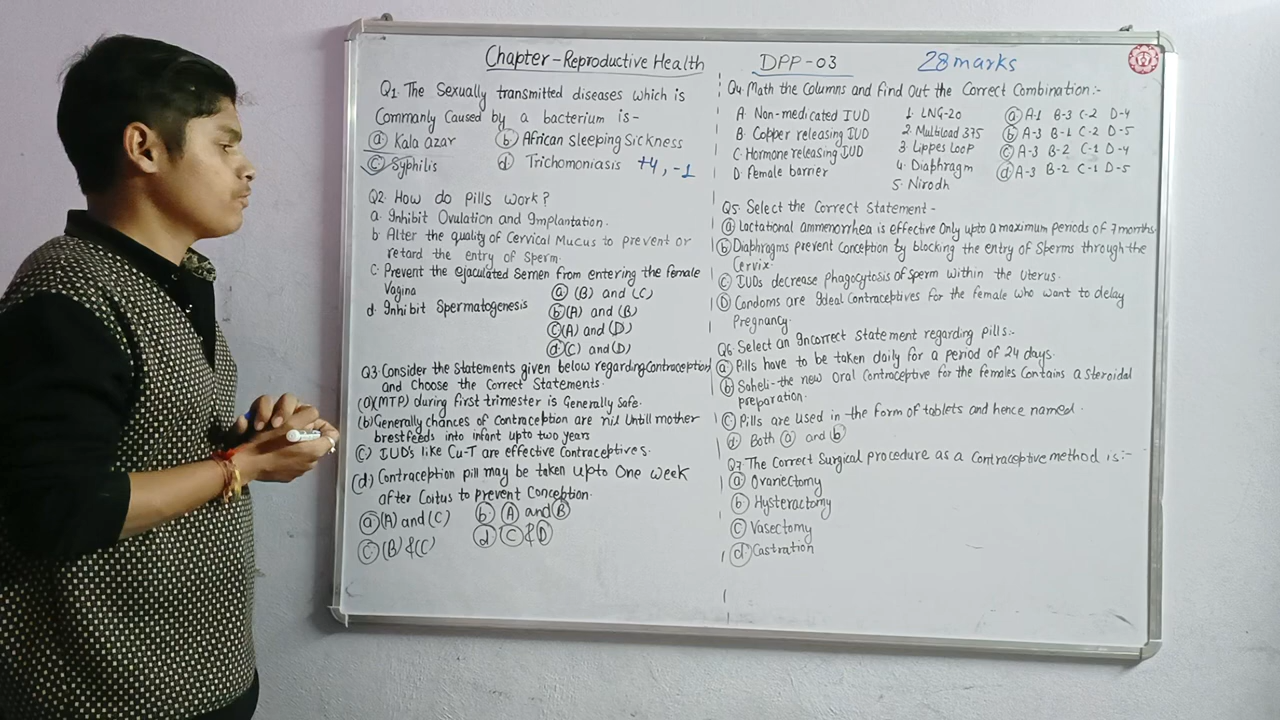 Chapter-Reproductive Health DPP-03 28 marks
Q1. The Sexually transmitted diseases which is
Commanly Caused by a bacterium is-
(a) Kala azar (b) African Sleeping Sickness
(c) Syphilis (d) Trichomoniasis +4, -1
Q2. How do Pills Work?
a. Inhibit Ovulation and Implantation.
b. Alter the quality of Cervical Mucus to prevent or
retard the entry of Sperm.
C. Prevent the ejaculated Semen from entering the female
Vagina (a) (B) and (C)
d. Inhibit Spermatogenesis (b) (A) and (B)
(c) (A) and (D)
(d) (C) and (D)
Q3. Consider the Statements given below regarding Contraception
and Choose the Correct Statements.
(a) (MTP) during first trimester is Generally Safe.
(b) Generally chances of Contraception are nil Untill mother
brestfeeds into infant upto two years
(C) IUD's like Cu-T are effective Contraceptives.
(d) Contraception pill may be taken Upto One Week
after Coitus to prevent Conception.
(a) (A) and (C) (b) (A) and (B)
(C) (B) & (C) (d) (C) & (D)
Q4. Math the Columns and find Out the Correct Combination:-
A. Non-medicated IUD 1. LNG-20 (a) A-1 B-3 C-2 D-4
B. Copper releasing IUD 2. Multiload 375 (b) A-3 B-1 C-2 D-5
C. Hormone releasing IUD 3. Lippes Loop (c) A-3 B-2 C-1 D-4
D. Female barrier 4. Diaphragm (d) A-3 B-2 C-1 D-5
5. Nirodh
Q5. Select the Correct Statement -
(a) Lactational ammenorrhea is effective Only upto a maximum periods of 7 months.
(b) Diaphragms prevent Conception by blocking the entry of Sperms through the
Cervix.
(C) IUDs decrease phagocytosis of sperm within the Uterus.
(D) Condoms are Ideal Contraceptives for the female who want to delay
Pregnancy.
Q6. Select an Incorrect Statement regarding Pills:-
(a) Pills have to be taken daily for a period of 24 days.
(b) Saheli-the new Oral Contraceptive for the females Contains a steroidal
preparation.
(C) Pills are used in the form of tablets and hence named.
(d) Both (a) and (b)
Q7. The Correct Surgical procedure as a Contraceptive method is:-
(a) Ovariectomy
(b) Hysteractomy
(c) Vasectomy
(d) Castration